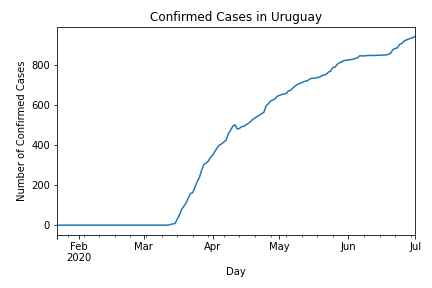 Confirmed Cases in Uruguay
Number of Confirmed Cases
800
600
400
200
0
Feb Mar Apr May Jun Jul
2020
Day